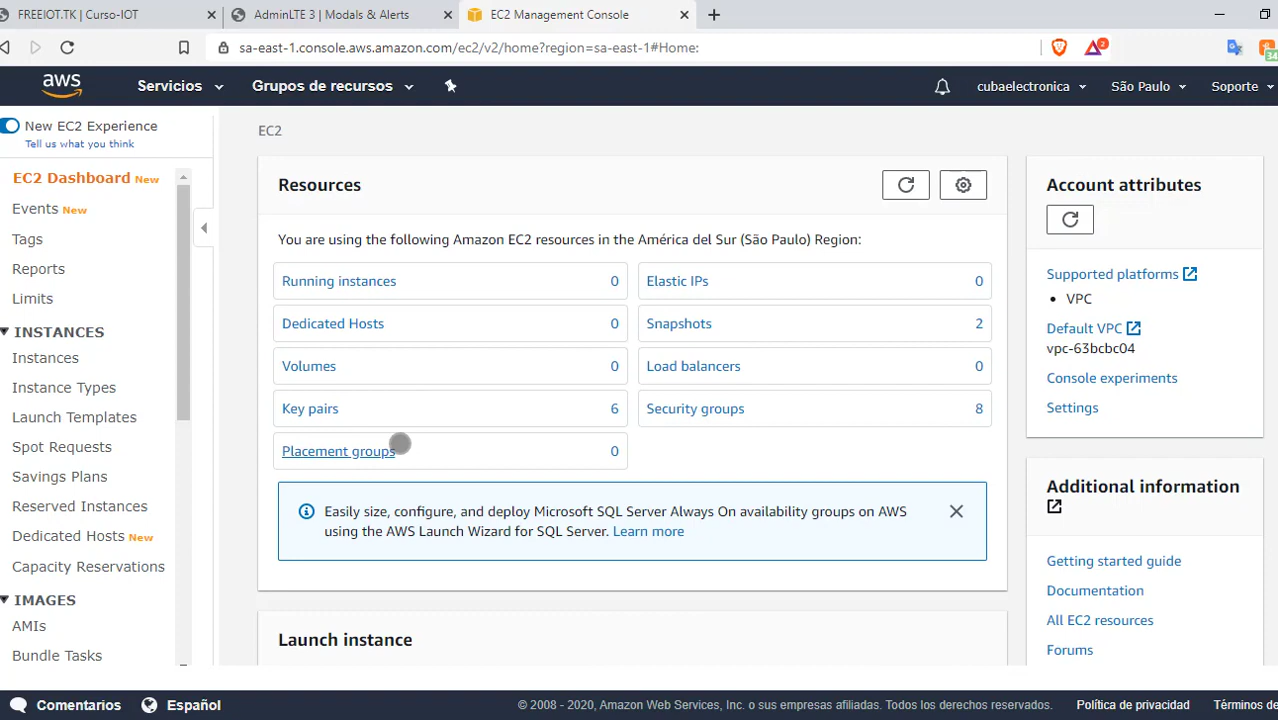 FREEIOT.TK | Curso-IOT
AdminLTE 3 | Modals & Alerts
EC2 Management Console
sa-east-1.console.aws.amazon.com/ec2/v2/home?region=sa-east-1#Home:
2
34
aws
Servicios
Grupos de recursos
cubaelectronica
São Paulo
Soporte
New EC2 Experience
Tell us what you think
EC2 Dashboard New
Events New
Tags
Reports
Limits
INSTANCES
Instances
Instance Types
Launch Templates
Spot Requests
Savings Plans
Reserved Instances
Dedicated Hosts New
Capacity Reservations
IMAGES
AMIs
Bundle Tasks
EC2
Resources
You are using the following Amazon EC2 resources in the América del Sur (São Paulo) Region:
Running instances 0
Elastic IPs 0
Dedicated Hosts 0
Snapshots 2
Volumes 0
Load balancers 0
Key pairs 6
Security groups 8
Placement groups 0
Easily size, configure, and deploy Microsoft SQL Server Always On availability groups on AWS
using the AWS Launch Wizard for SQL Server. Learn more
Launch instance
Account attributes
Supported platforms
• VPC
Default VPC
vpc-63bcbc04
Console experiments
Settings
Additional information
Getting started guide
Documentation
All EC2 resources
Forums
Comentarios
Español
© 2008 - 2020, Amazon Web Services, Inc. o sus empresas afiliadas. Todos los derechos reservados.
Política de privacidad
Términos de